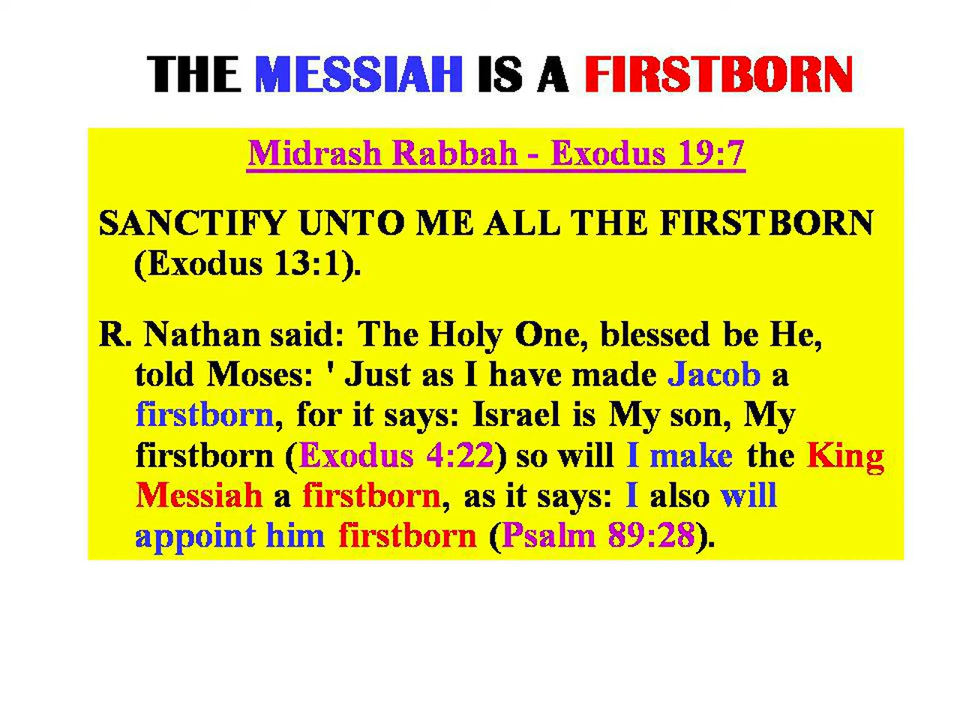 THE MESSIAH IS A FIRSTBORN
Midrash Rabbah - Exodus 19:7
SANCTIFY UNTO ME ALL THE FIRSTBORN
(Exodus 13:1).
R. Nathan said: The Holy One, blessed be He,
told Moses: ' Just as I have made Jacob a
firstborn, for it says: Israel is My son, My
firstborn (Exodus 4:22) so will I make the King
Messiah a firstborn, as it says: I also will
appoint him firstborn (Psalm 89:28).